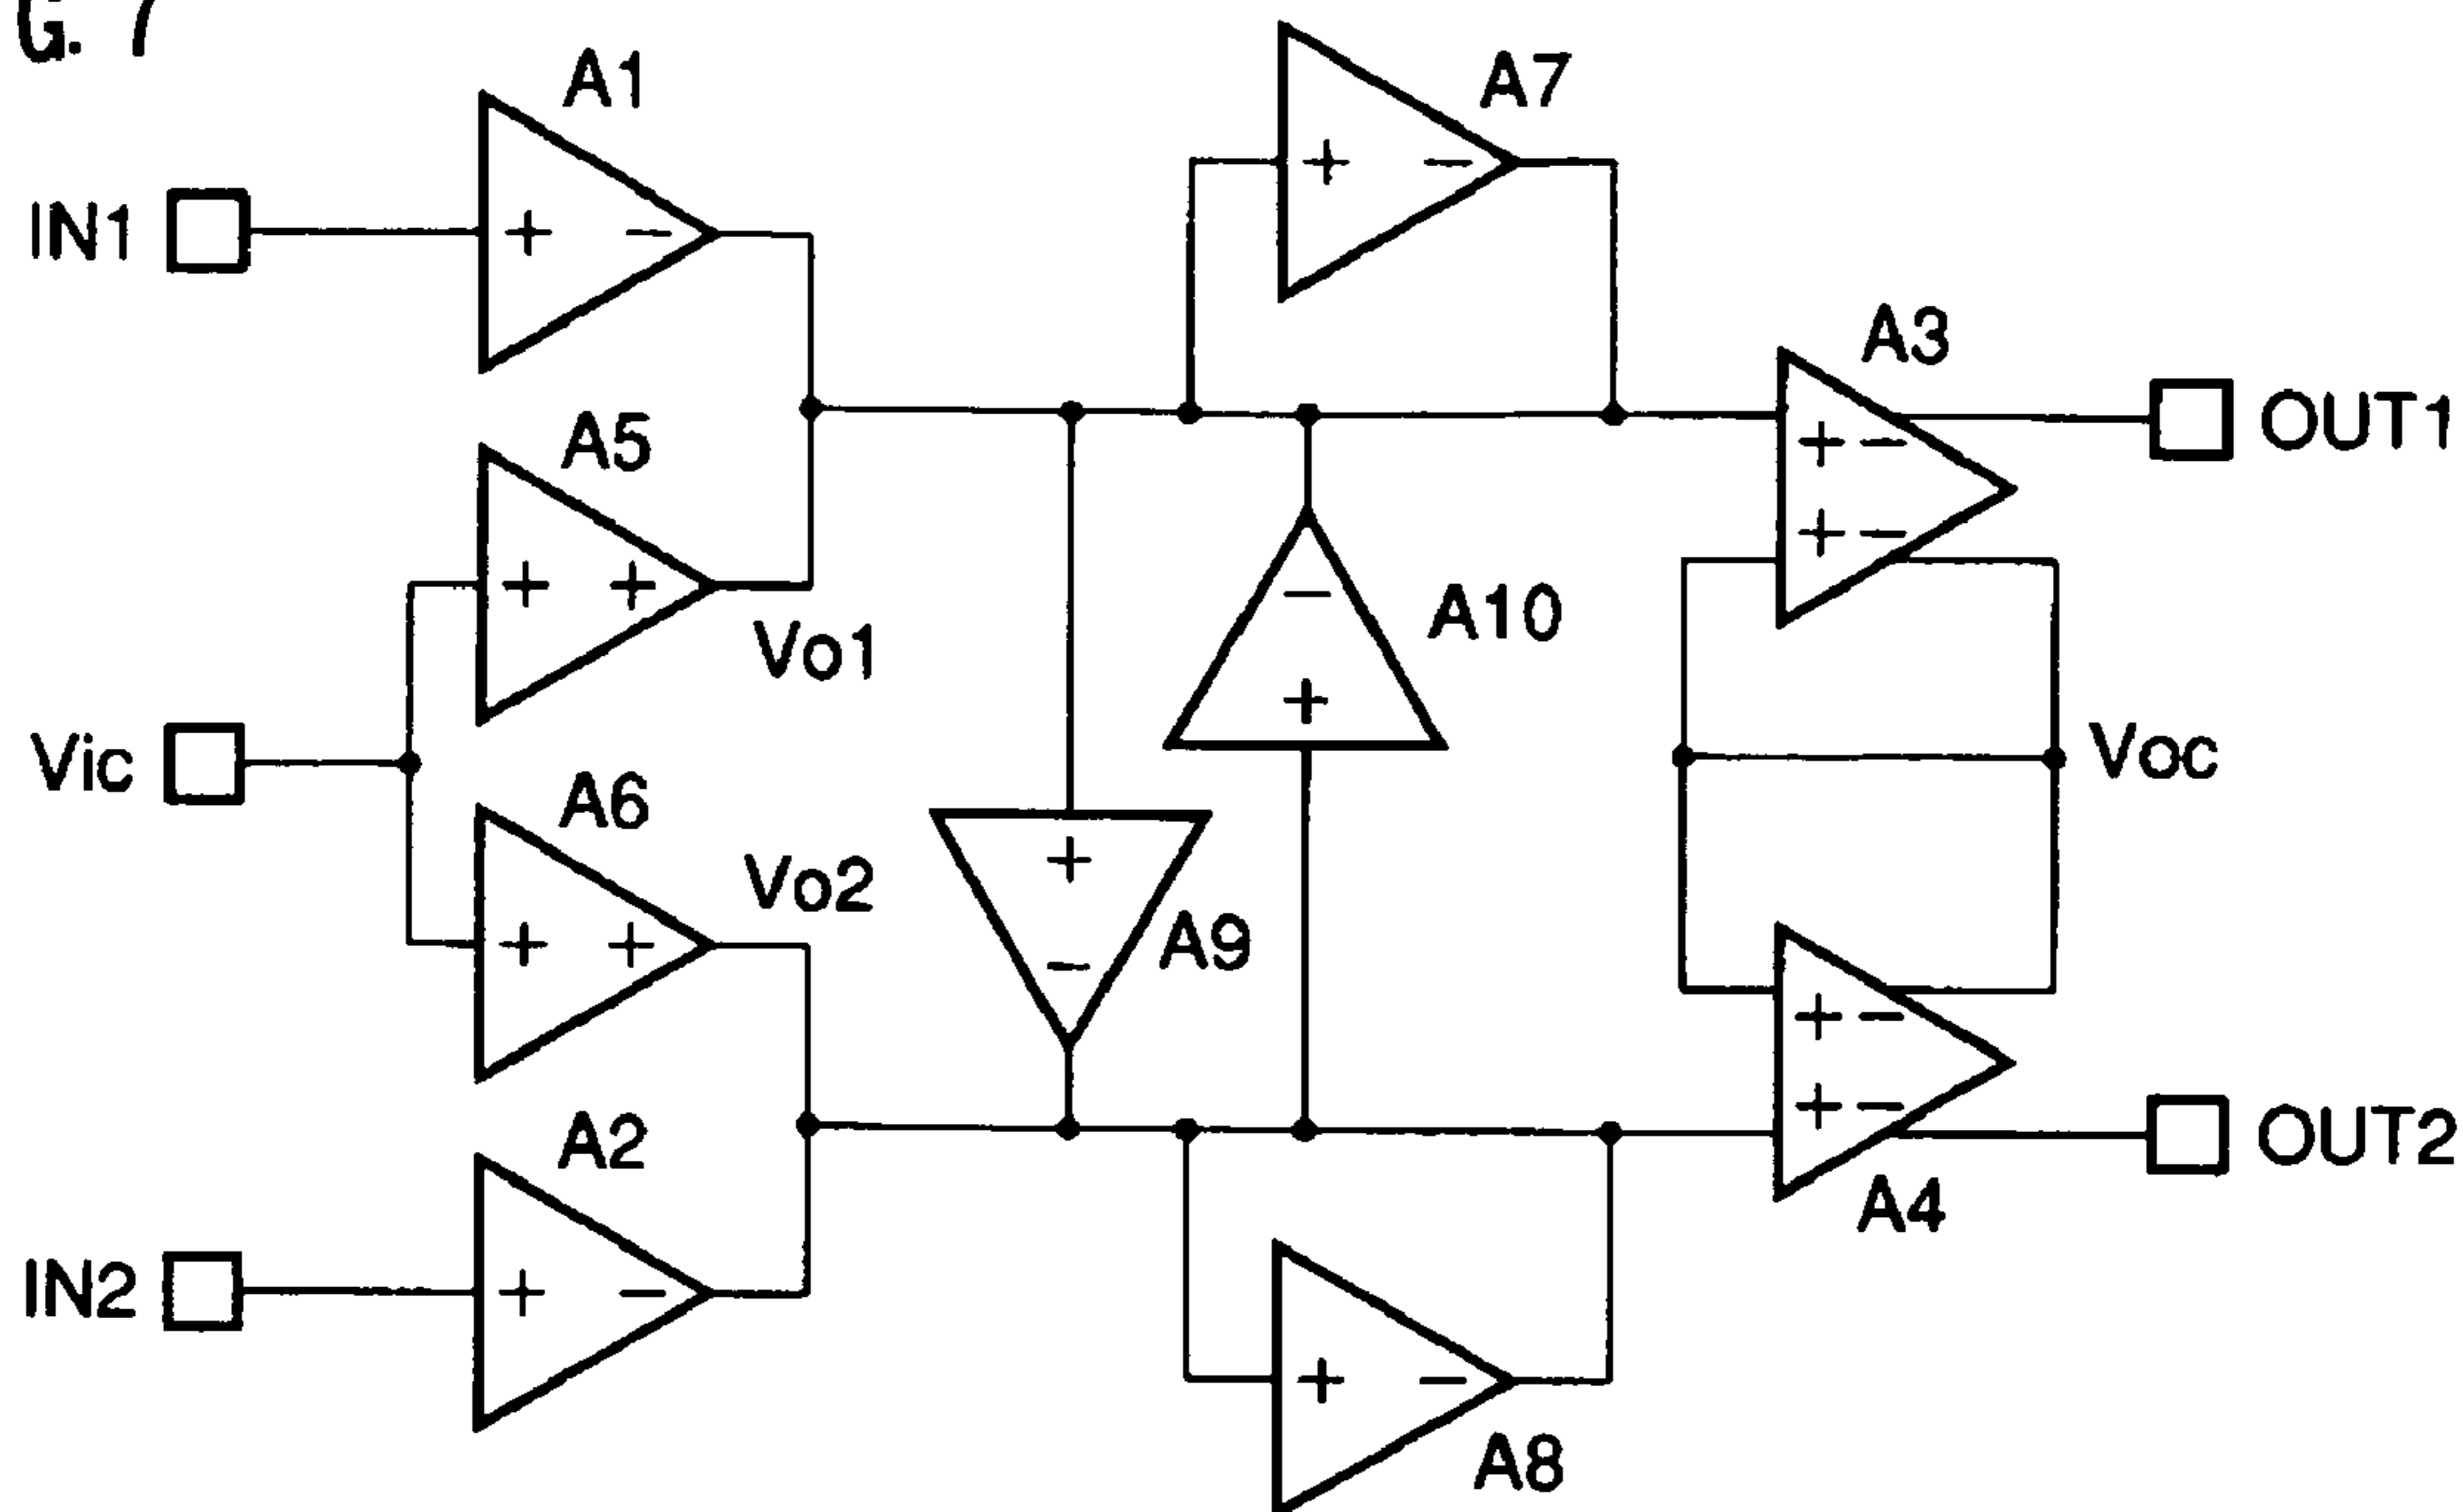 G. 7
A1
A7
IN1
+ −
+ −
A3
OUT1
A5
+ −
+ −
+ +
Vo1
A10
−
+
Vic
Voc
A6
Vo2
+
A9
−
+ +
+ −
+ −
A2
OUT2
A4
IN2
+ −
+ −
A8